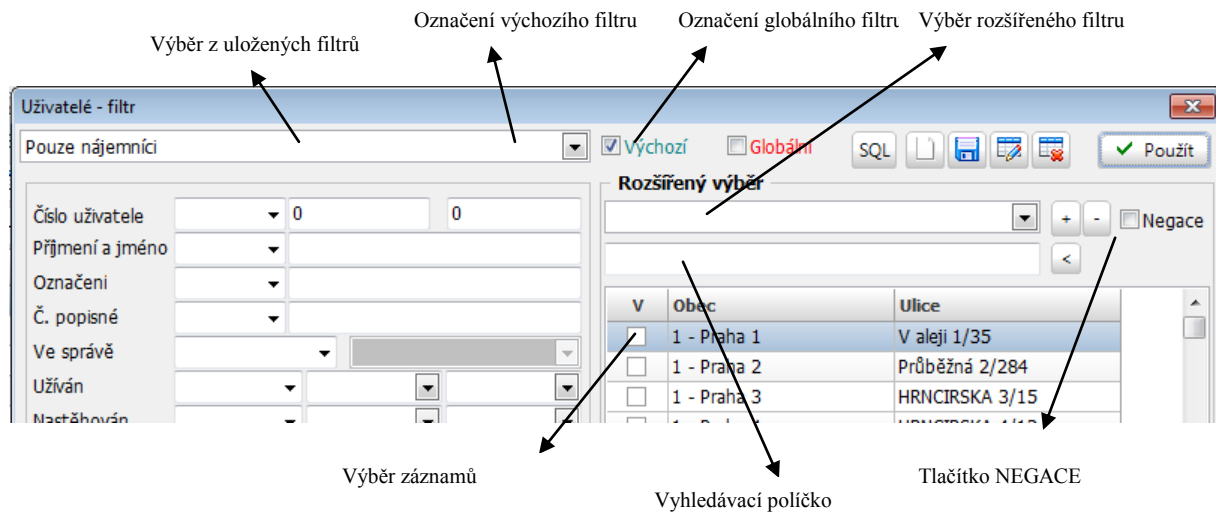 Označení výchozího filtru Označení globálního filtru Výběr rozšířeného filtru
Výběr z uložených filtrů
Uživatelé - filtr
Pouze nájemníci Výchozí Globální SQL Použít
Rozšířený výběr
Číslo uživatele 0 0 + - Negace
Příjmení a jméno <
Označeni
Č. popisné V Obec Ulice
Ve správě 1 - Praha 1 V aleji 1/35
Užíván 1 - Praha 2 Průběžná 2/284
1 - Praha 3 HRNCIRSKA 3/15
Nastěhován
Výběr záznamů Tlačítko NEGACE
Vyhledávací políčko